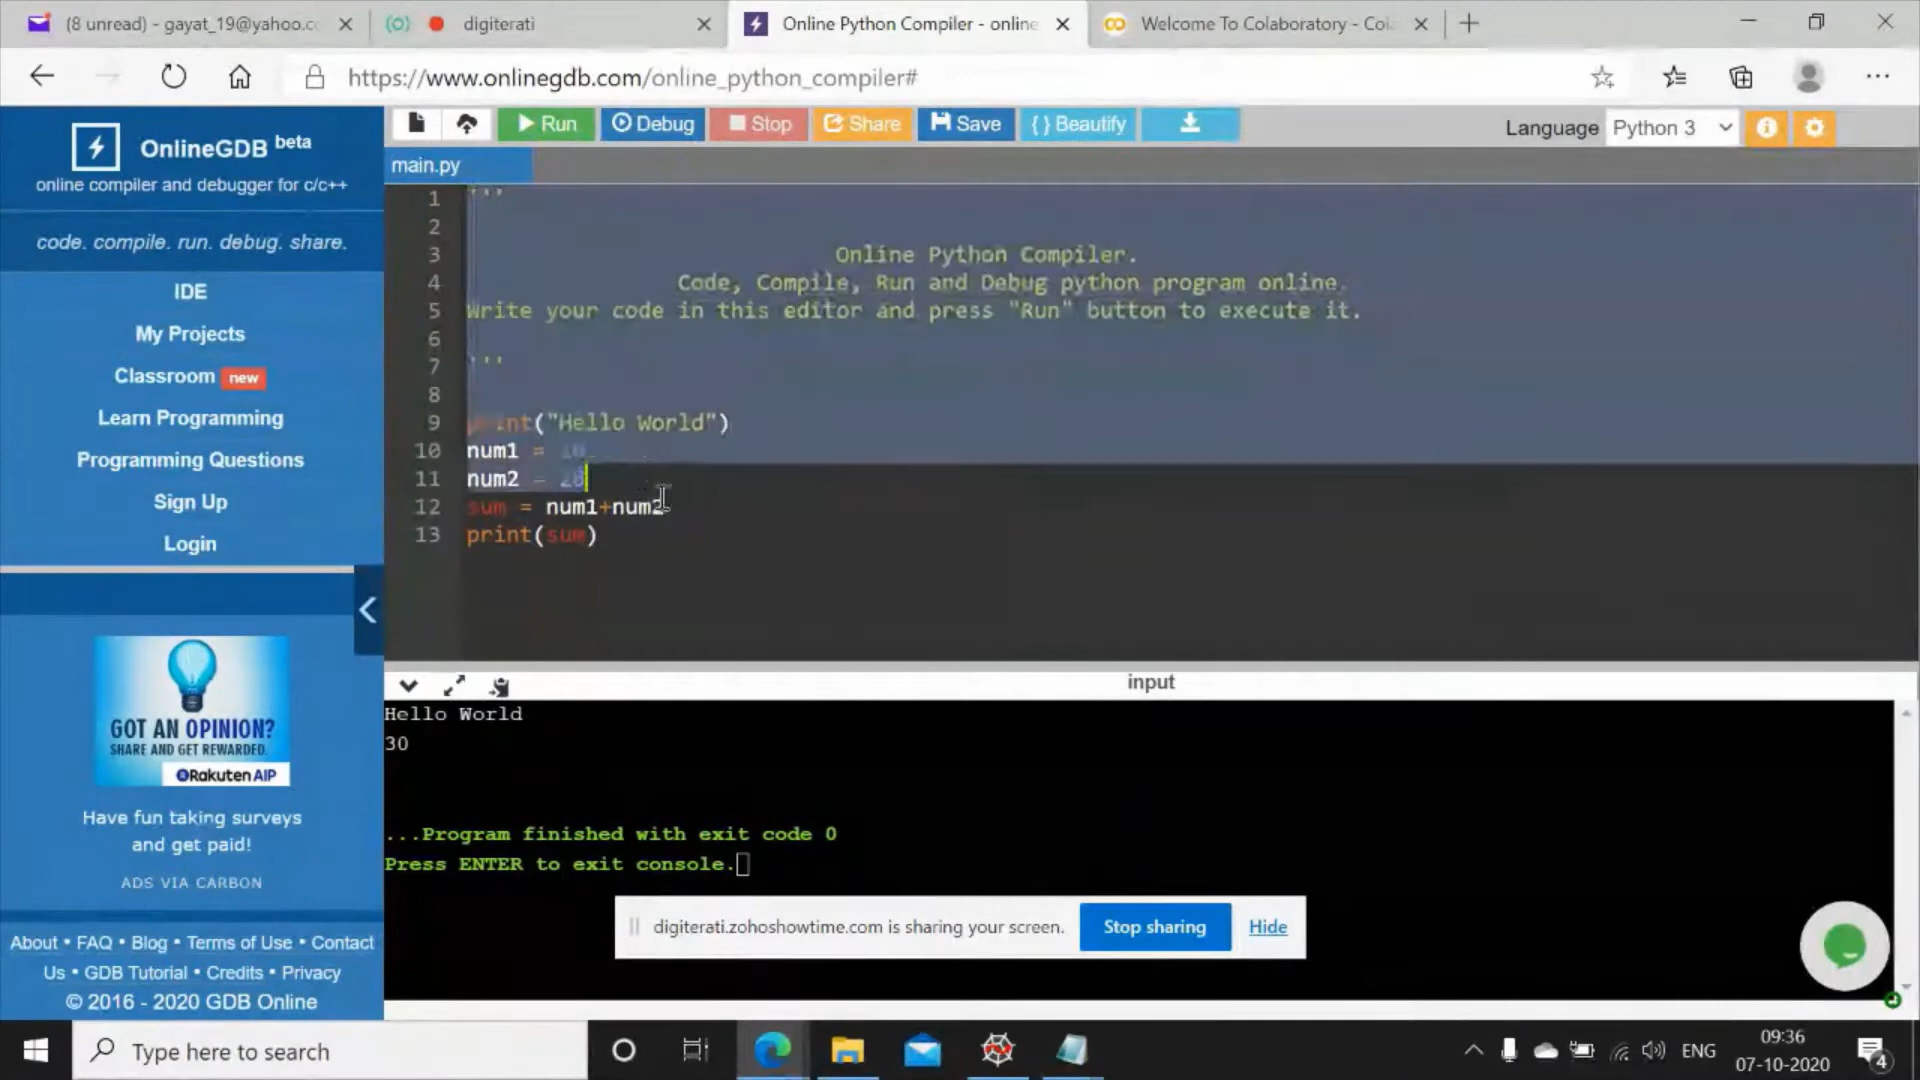 (8 unread) - gayat_19@yahoo.c
digiterati
Online Python Compiler - online
Welcome To Colaboratory - Col
https://www.onlinegdb.com/online_python_compiler#
OnlineGDB beta
online compiler and debugger for c/c++
code. compile. run. debug. share.
IDE
My Projects
Classroom new
Learn Programming
Programming Questions
Sign Up
Login
GOT AN OPINION?
SHARE AND GET REWARDED.
Rakuten AIP
Have fun taking surveys
and get paid!
ADS VIA CARBON
About • FAQ • Blog • Terms of Use • Contact
Us • GDB Tutorial • Credits • Privacy
© 2016 - 2020 GDB Online
Run Debug Stop Share Save { } Beautify
Language Python 3
main.py
1 '''
2
3 Online Python Compiler.
4 Code, Compile, Run and Debug python program online.
5 Write your code in this editor and press "Run" button to execute it.
6
7 '''
8
9 print("Hello World")
10 num1 = 10
11 num2 = 20
12 sum = num1+num2
13 print(sum)
input
Hello World
30
...Program finished with exit code 0
Press ENTER to exit console.
digiterati.zohoshowtime.com is sharing your screen. Stop sharing Hide
Type here to search
ENG
09:36
07-10-2020
4